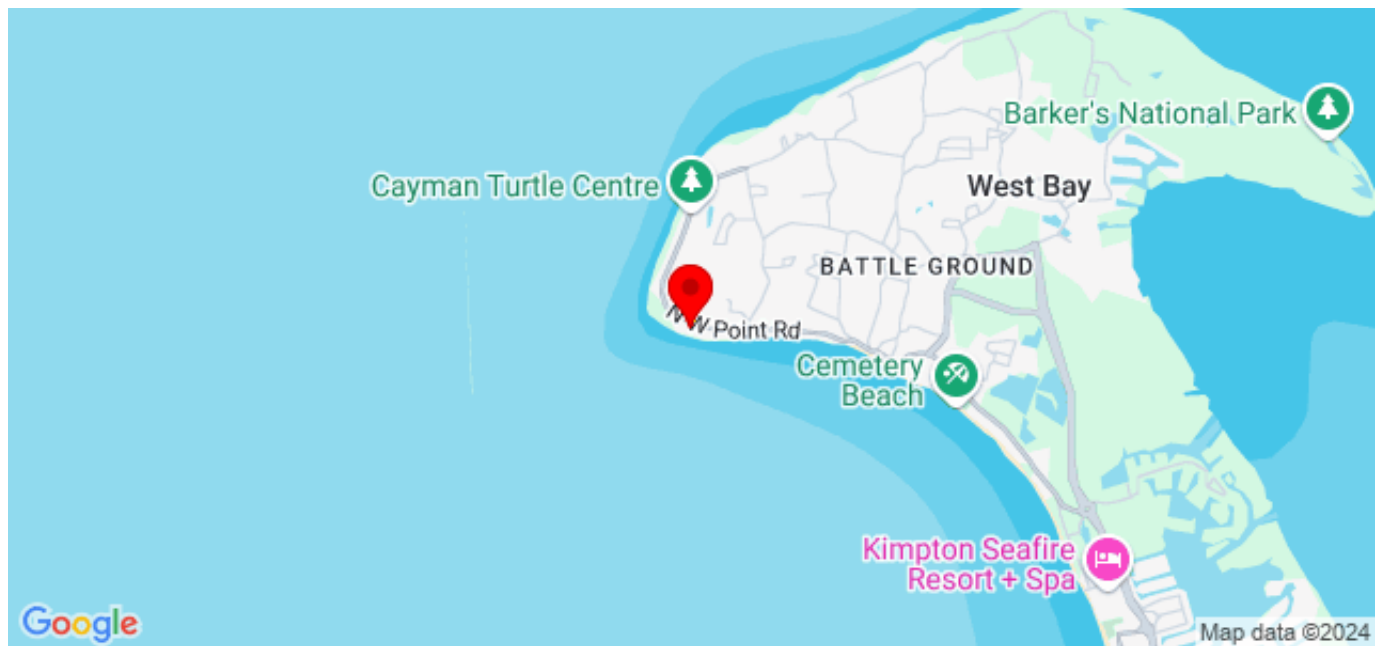 Barker's National Park
Cayman Turtle Centre
West Bay
BATTLE GROUND
NW Point Rd
Cemetery
Beach
Kimpton Seafire
Resort + Spa
Google
Map data ©2024